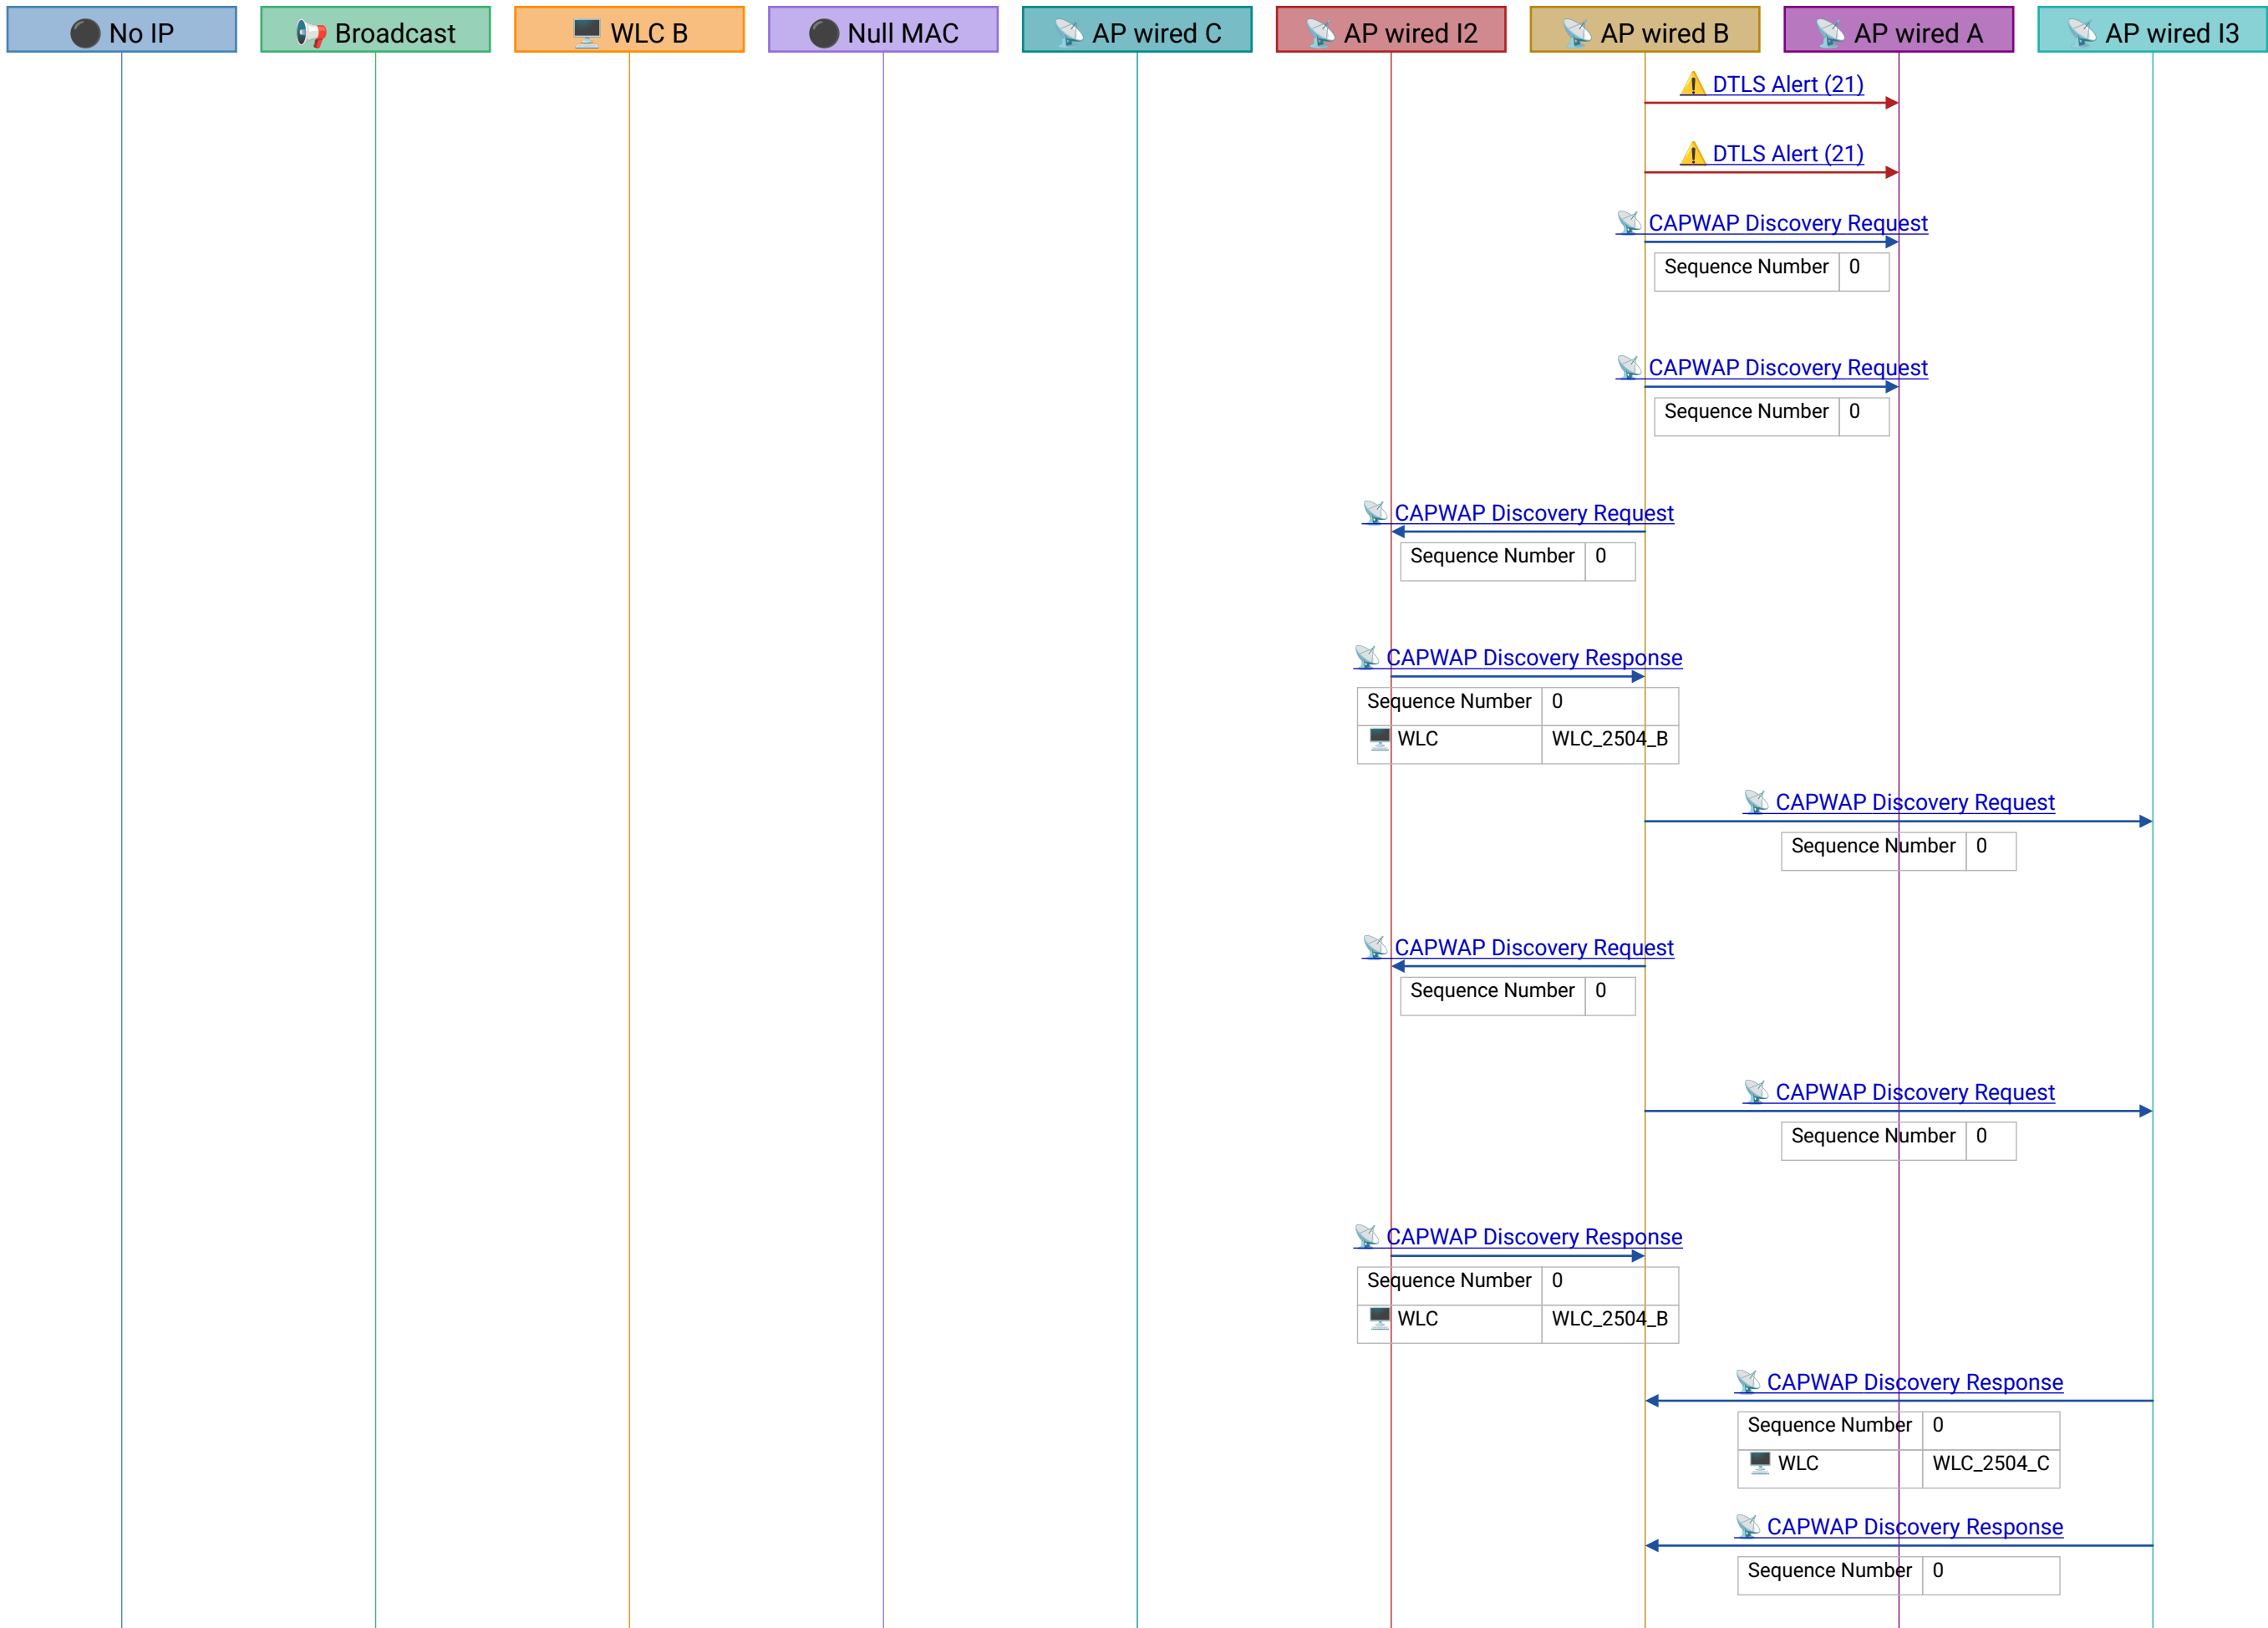 No IP
Broadcast
WLC B
Null MAC
AP wired C
AP wired I2
AP wired B
AP wired A
AP wired I3
DTLS Alert (21)
DTLS Alert (21)
CAPWAP Discovery Request
Sequence Number 0
CAPWAP Discovery Request
Sequence Number 0
CAPWAP Discovery Request
Sequence Number 0
CAPWAP Discovery Response
Sequence Number 0
WLC WLC_2504_B
CAPWAP Discovery Request
Sequence Number 0
CAPWAP Discovery Request
Sequence Number 0
CAPWAP Discovery Request
Sequence Number 0
CAPWAP Discovery Response
Sequence Number 0
WLC WLC_2504_B
CAPWAP Discovery Response
Sequence Number 0
WLC WLC_2504_C
CAPWAP Discovery Response
Sequence Number 0